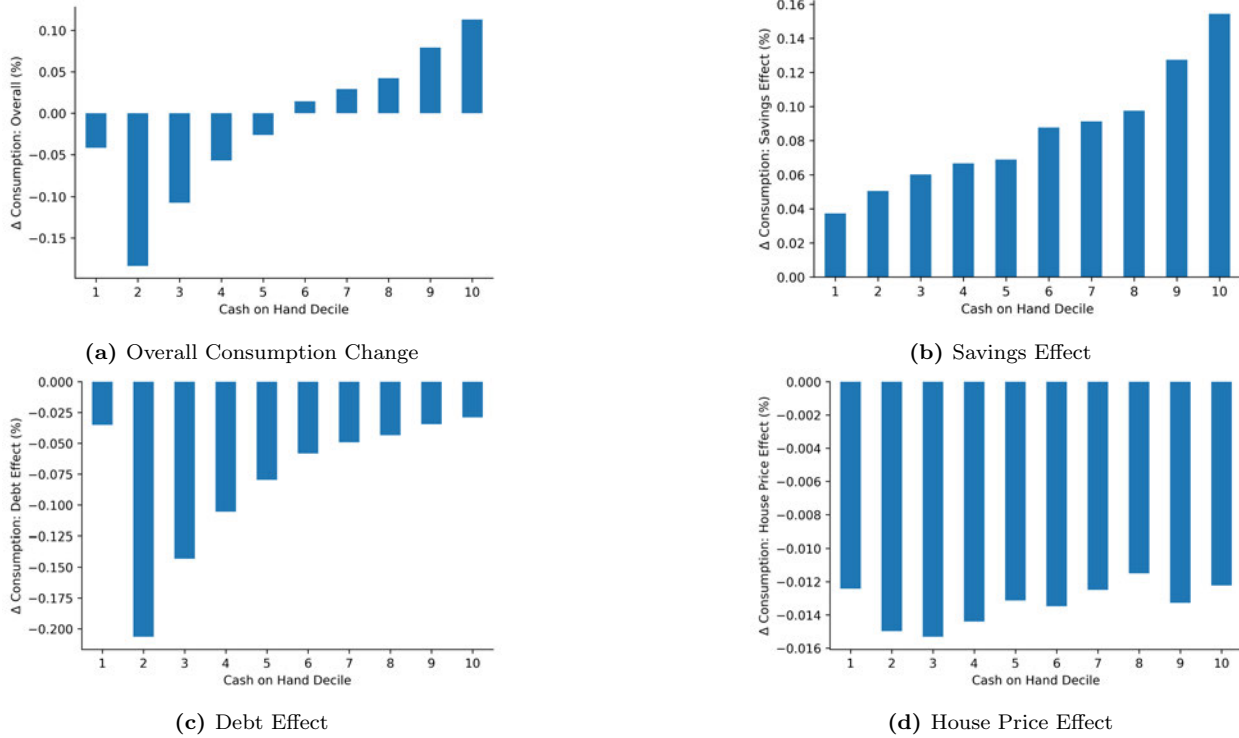 Δ Consumption: Overall (%)
0.10
0.05
0.00
−0.05
−0.10
−0.15
1 2 3 4 5 6 7 8 9 10
Cash on Hand Decile
(a) Overall Consumption Change
Δ Consumption: Savings Effect (%)
0.16
0.14
0.12
0.10
0.08
0.06
0.04
0.02
0.00
1 2 3 4 5 6 7 8 9 10
Cash on Hand Decile
(b) Savings Effect
Δ Consumption: Debt Effect (%)
0.000
−0.025
−0.050
−0.075
−0.100
−0.125
−0.150
−0.175
−0.200
1 2 3 4 5 6 7 8 9 10
Cash on Hand Decile
(c) Debt Effect
Δ Consumption: House Price Effect (%)
0.000
−0.002
−0.004
−0.006
−0.008
−0.010
−0.012
−0.014
−0.016
1 2 3 4 5 6 7 8 9 10
Cash on Hand Decile
(d) House Price Effect